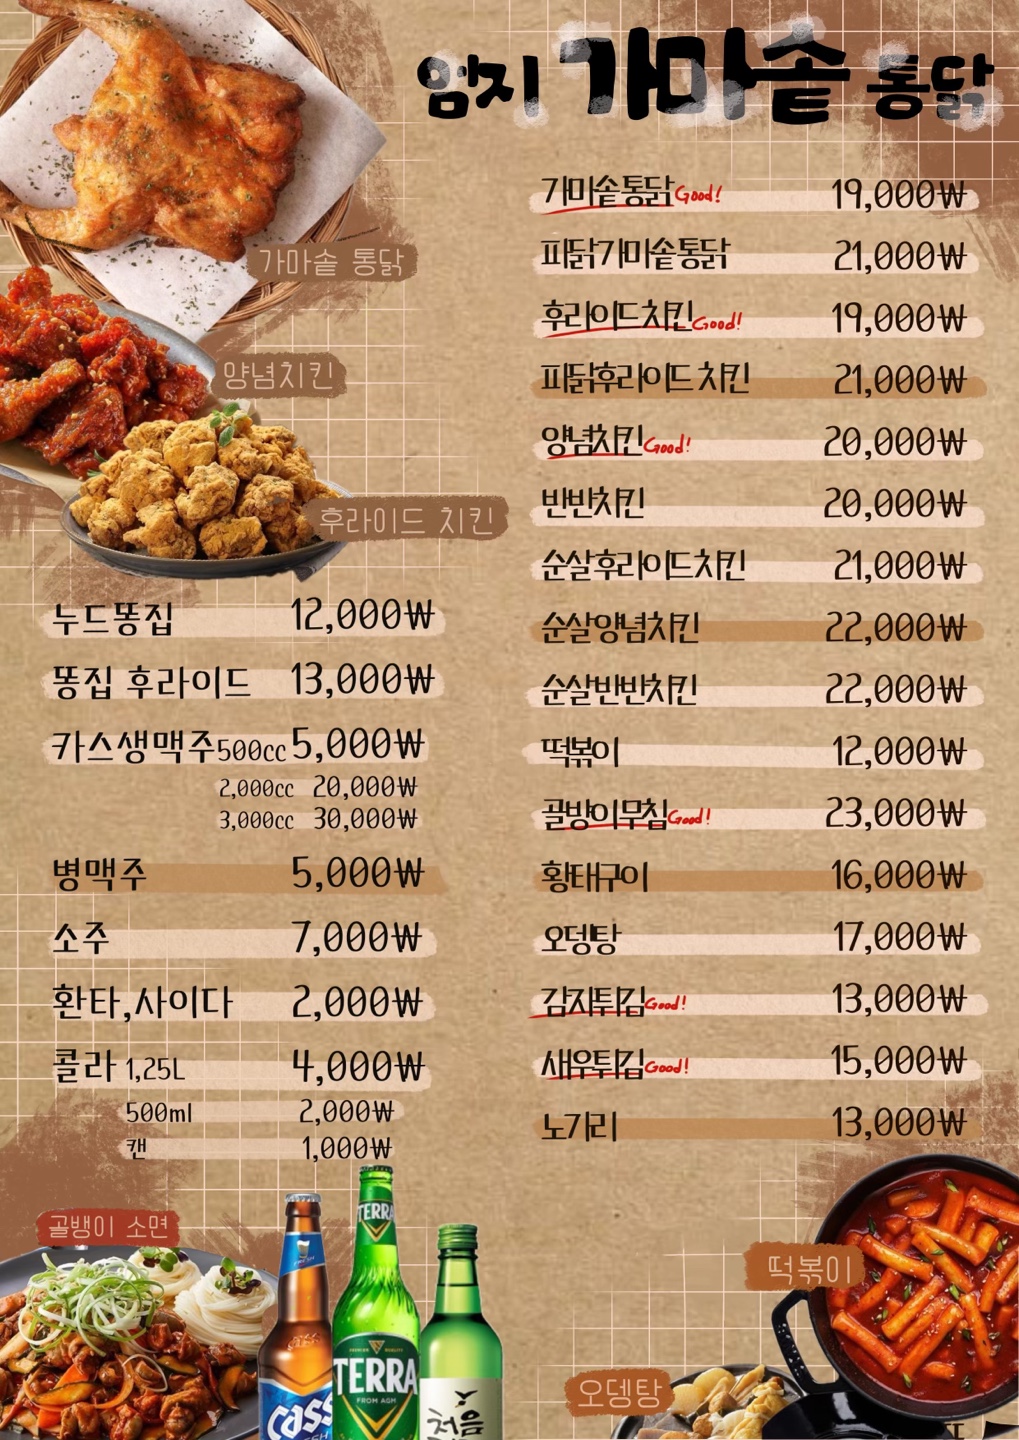 엄지 가마솥 통닭
가마솥통닭 Good! 19,000₩
피닭가마솥통닭 21,000₩
후라이드치킨 Good! 19,000₩
피닭후라이드 치킨 21,000₩
양념치킨 Good! 20,000₩
반반치킨 20,000₩
순살후라이드치킨 21,000₩
순살양념치킨 22,000₩
순살반반치킨 22,000₩
떡볶이 12,000₩
골방이무침 Good! 23,000₩
황태구이 16,000₩
오뎅탕 17,000₩
감자튀김 Good! 13,000₩
새우튀김 Good! 15,000₩
노가리 13,000₩
가마솥 통닭
양념치킨
후라이드 치킨
누드똥집 12,000₩
똥집 후라이드 13,000₩
카스생맥주 500cc 5,000₩
2,000cc 20,000₩
3,000cc 30,000₩
병맥주 5,000₩
소주 7,000₩
환타,사이다 2,000₩
콜라 1,25L 4,000₩
500ml 2,000₩
캔 1,000₩
골뱅이 소면
TERRA
TERRA
FROM AGM
Cass
처음
떡볶이
오뎅탕